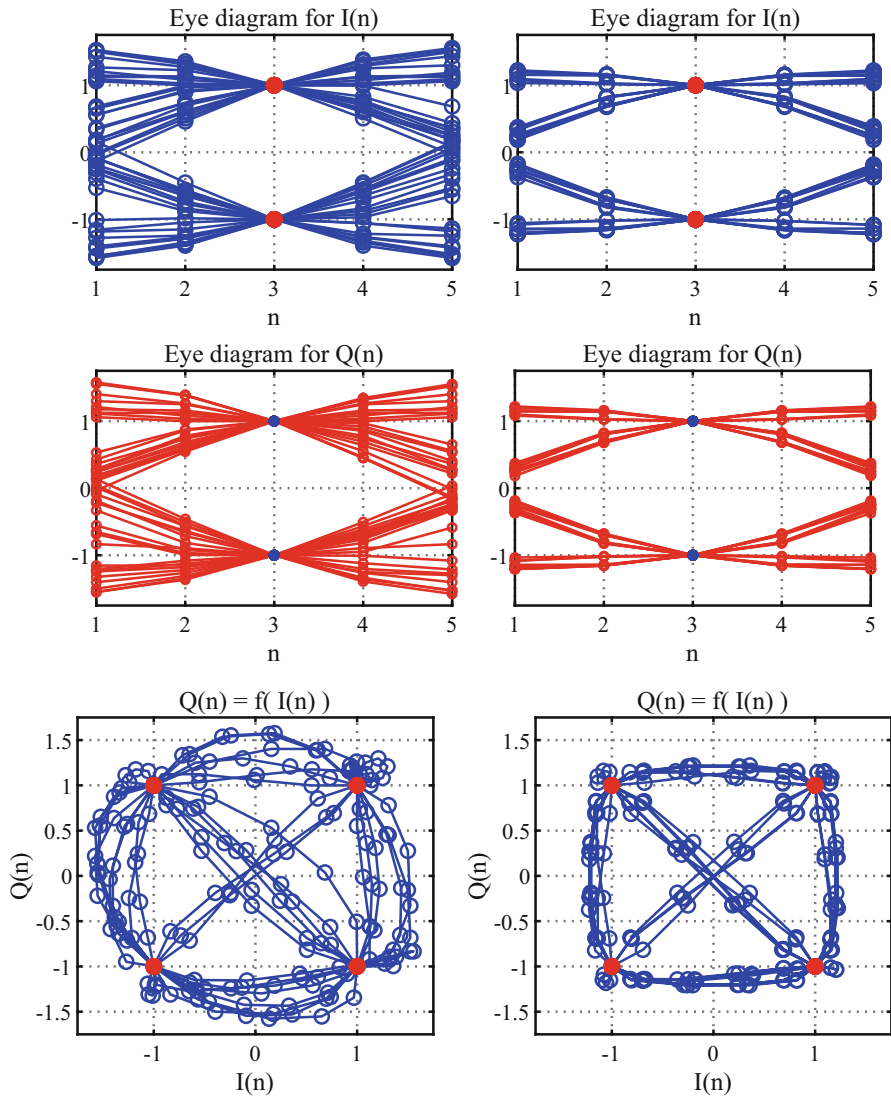 Eye diagram for I(n)
1
0
-1
1 2 3 4 5
n
Eye diagram for I(n)
1
0
-1
1 2 3 4 5
n
Eye diagram for Q(n)
1
0
-1
1 2 3 4 5
n
Eye diagram for Q(n)
1
0
-1
1 2 3 4 5
n
Q(n) = f( I(n) )
Q(n)
1.5
1
0.5
0
-0.5
-1
-1.5
-1 0 1
I(n)
Q(n) = f( I(n) )
Q(n)
1.5
1
0.5
0
-0.5
-1
-1.5
-1 0 1
I(n)